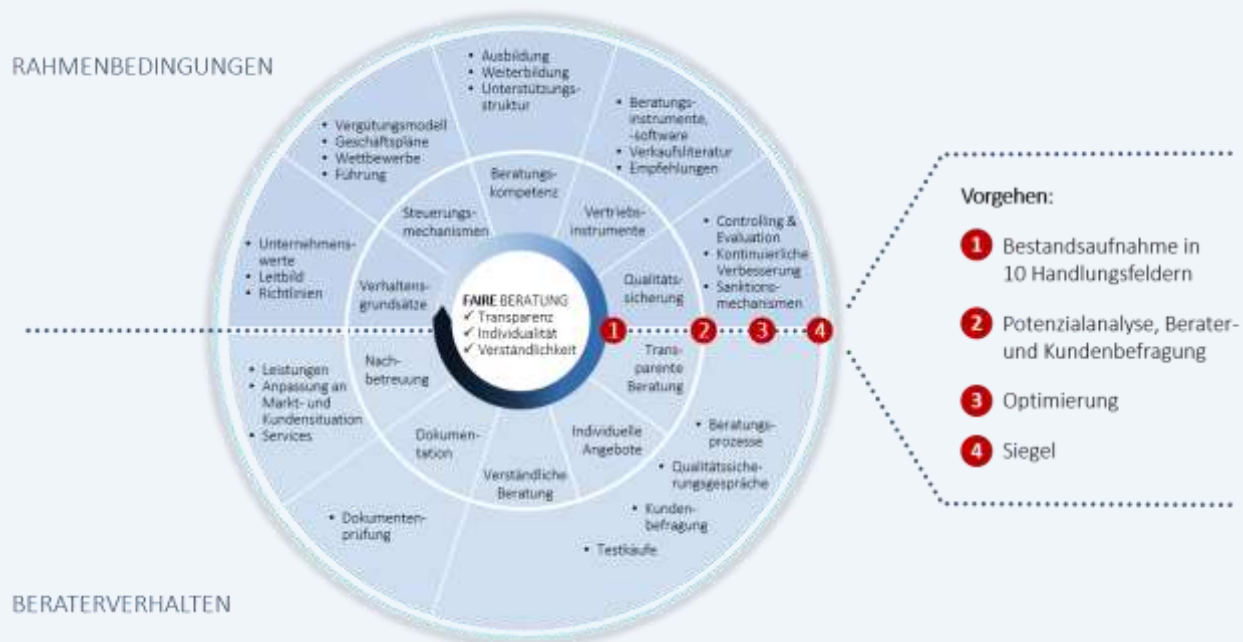 RAHMENBEDINGUNGEN
• Ausbildung
• Weiterbildung
• Unterstützungs-
struktur
• Vergütungsmodell
• Geschäftspläne
• Wettbewerbe
• Führung
• Beratungs-
instrumente,
-software
• Verkaufsliteratur
• Empfehlungen
• Unternehmens-
werte
• Leitbild
• Richtlinien
• Controlling &
Evaluation
• Kontinuierliche
Verbesserung
• Sanktions-
mechanismen
Beratungs-
kompetenz
Steuerungs-
mechanismen
Vertriebs-
instrumente
Verhaltens-
grundsätze
Qualitäts-
sicherung
FAIRE BERATUNG
✓ Transparenz
✓ Individualität
✓ Verständlichkeit
1 2 3 4
Nach-
betreuung
Trans-
parente
Beratung
Dokumen-
tation
Individuelle
Angebote
Verständliche
Beratung
• Leistungen
• Anpassung an
Markt- und
Kundensituation
• Services
• Dokumenten-
prüfung
• Beratungs-
prozesse
• Qualitätssiche-
rungsgespräche
• Kunden-
befragung
• Testkäufe
BERATERVERHALTEN
Vorgehen:
1 Bestandsaufnahme in
10 Handlungsfeldern
2 Potenzialanalyse, Berater-
und Kundenbefragung
3 Optimierung
4 Siegel